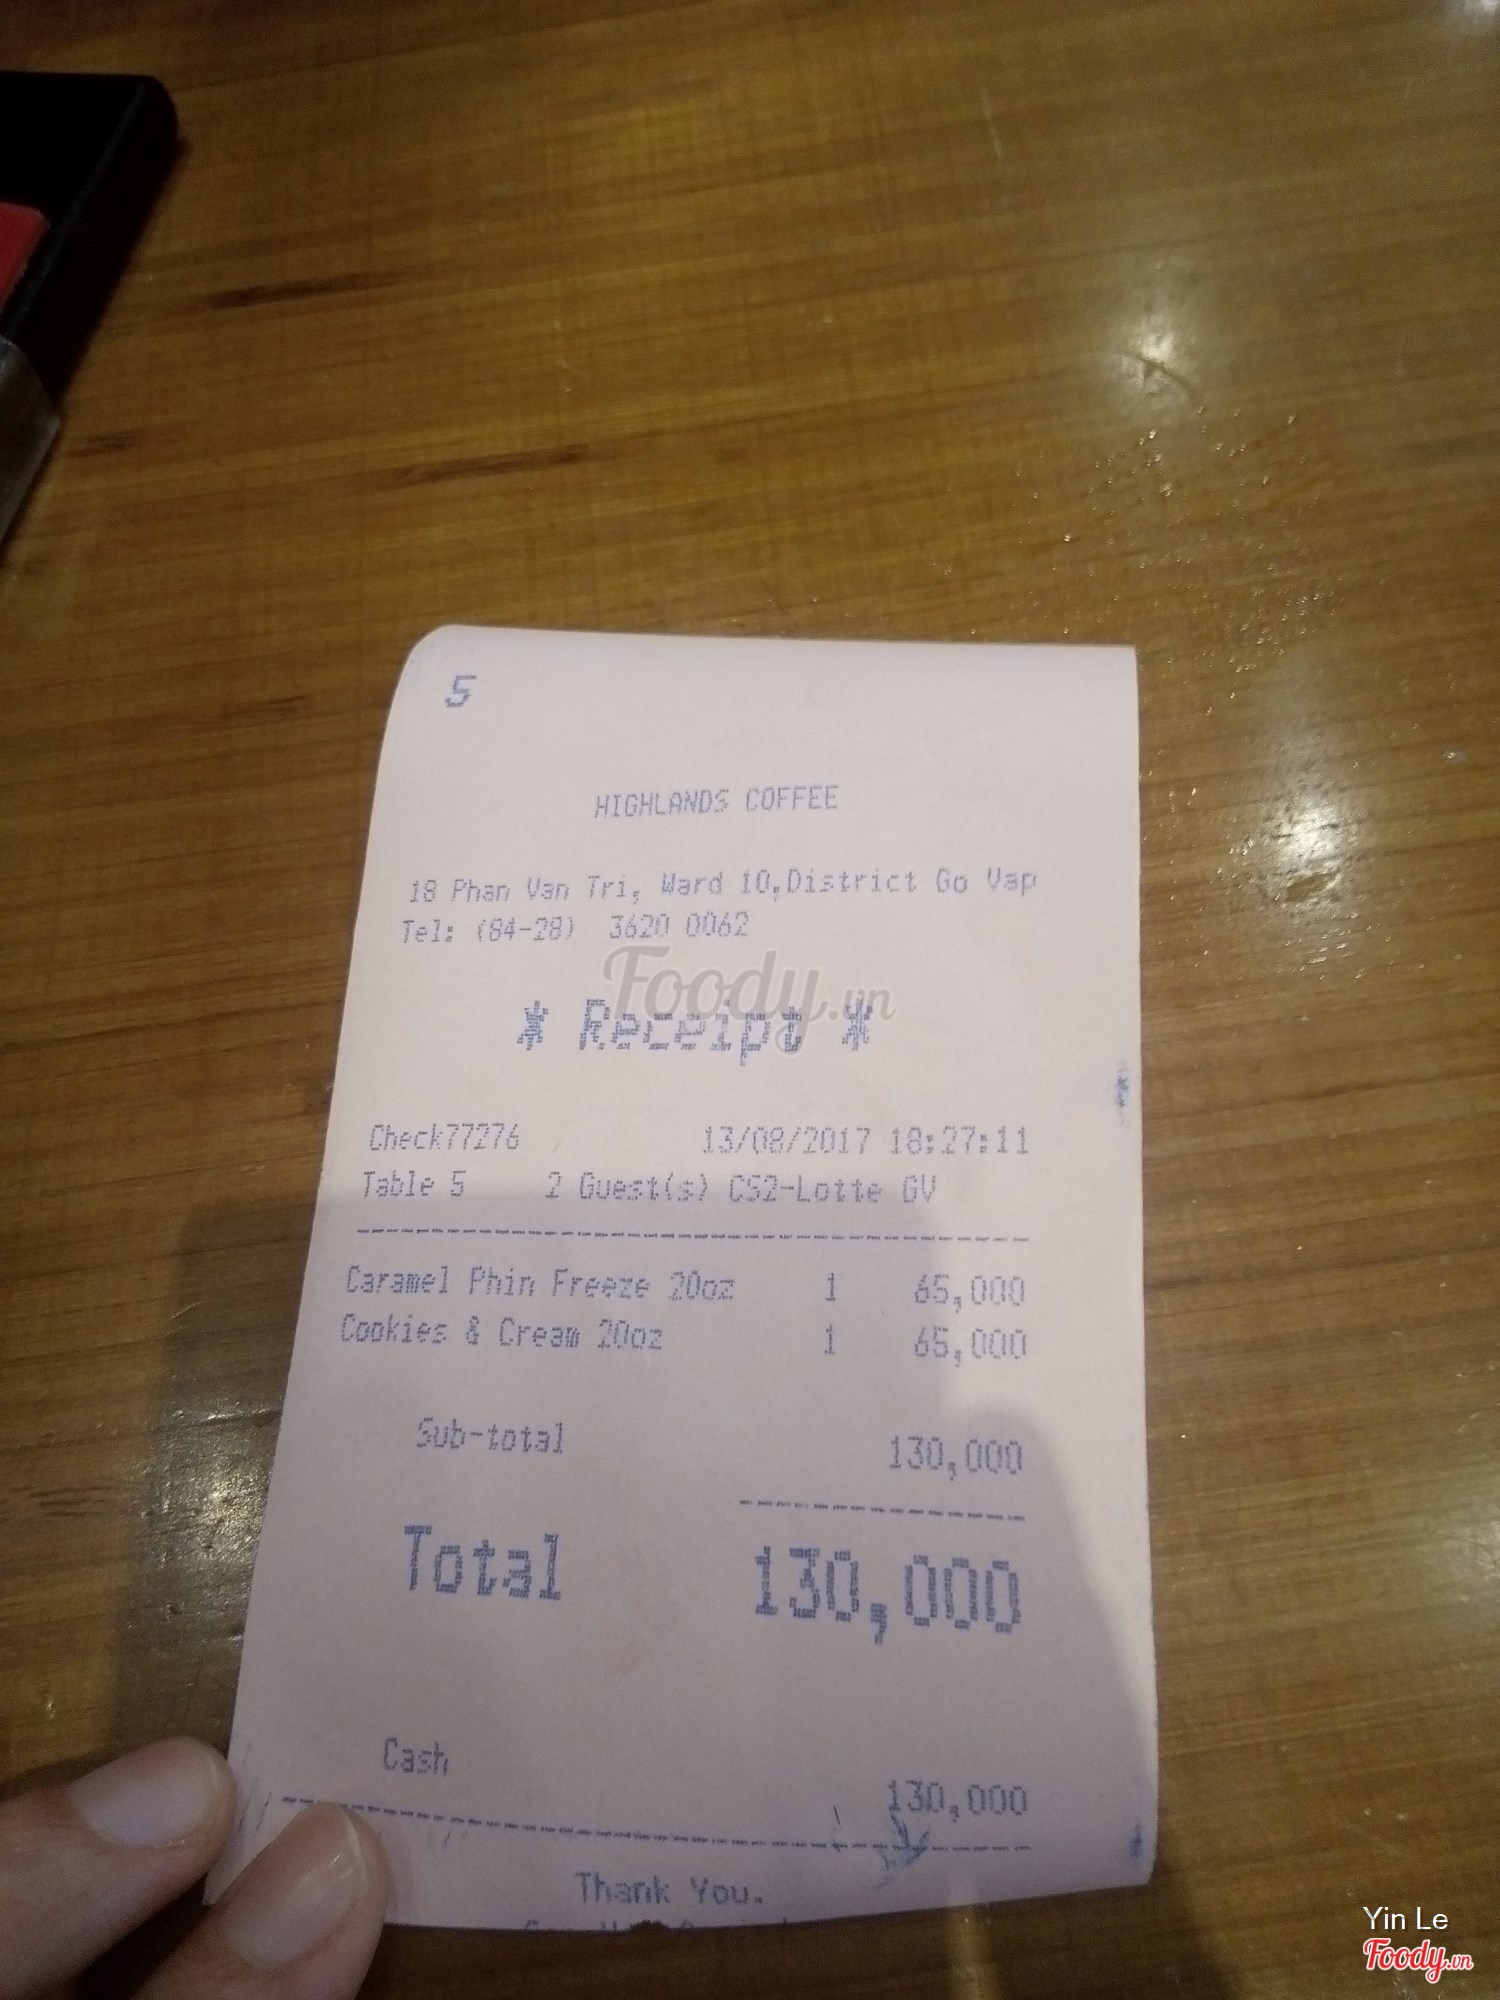 5
HIGHLANDS COFFEE
18 Phan Van Tri, Ward 10,District Go Vap
Tel: (84-28) 3620 0062
Foody.vn
* Receipt *
Check77276 13/08/2017 18:27:11
Table 5 2 Guest(s) CS2-Lotte GV
Caramel Phin Freeze 20oz 1 65,000
Cookies & Cream 20oz 1 65,000
Sub-total 130,000
Total 130,000
Cash 130,000
Thank You.
Yin Le
Foody.vn